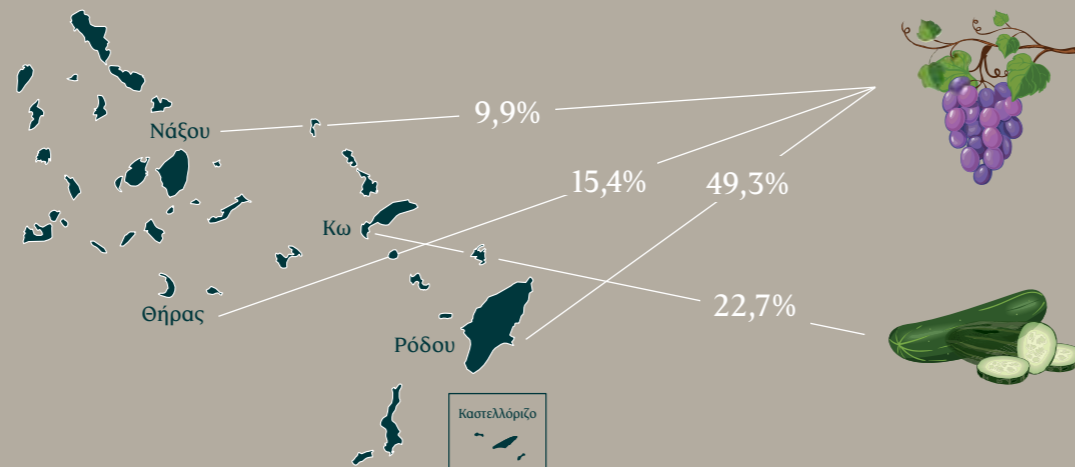 Νάξου
9,9%
15,4%
49,3%
Κω
22,7%
Θήρας
Ρόδου
Καστελλόριζο